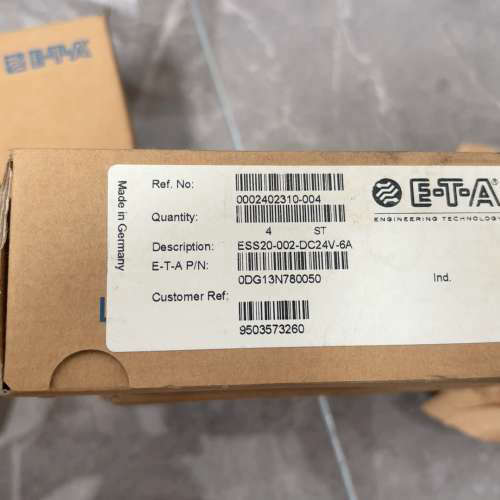 E-T-A
Made in Germany
Ref. No:
0002402310-004
E-T-A®
ENGINEERING TECHNOLOGY
Quantity:
4 ST
Description: ESS20-002-DC24V-6A
E-T-A P/N:
0DG13N780050
Ind.
Customer Ref:
9503573260